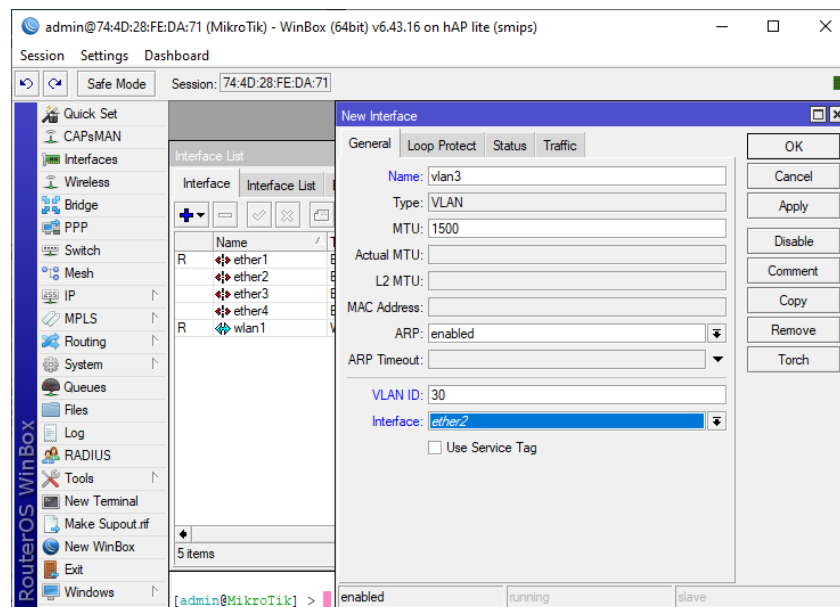 admin@74:4D:28:FE:DA:71 (MikroTik) - WinBox (64bit) v6.43.16 on hAP lite (smips)
Session Settings Dashboard
Safe Mode Session: 74:4D:28:FE:DA:71
RouterOS WinBox
Quick Set
CAPsMAN
Interfaces
Wireless
Bridge
PPP
Switch
Mesh
IP
MPLS
Routing
System
Queues
Files
Log
RADIUS
Tools
New Terminal
Make Supout.rif
New WinBox
Exit
Windows
Interface List
Interface Interface List
Name
R ether1
ether2
ether3
ether4
R wlan1
5 items
[admin@MikroTik] >
New Interface
General Loop Protect Status Traffic
Name: vlan3
Type: VLAN
MTU: 1500
Actual MTU:
L2 MTU:
MAC Address:
ARP: enabled
ARP Timeout:
VLAN ID: 30
Interface: ether2
Use Service Tag
OK
Cancel
Apply
Disable
Comment
Copy
Remove
Torch
enabled running slave